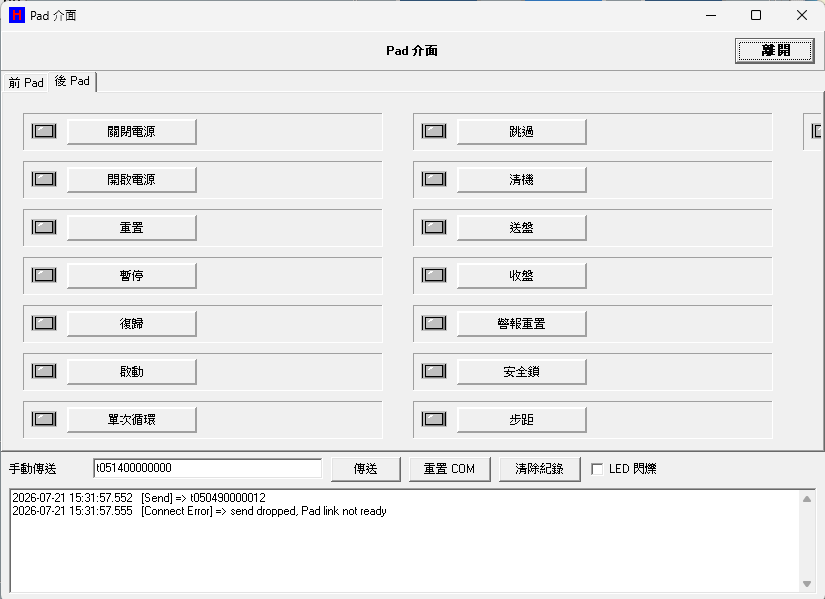 H Pad 介面
Pad 介面
離開
前 Pad 後 Pad
關閉電源 跳過
開啟電源 清機
重置 送盤
暫停 收盤
復歸 警報重置
啟動 安全鎖
單次循環 步距
手動傳送 t051400000000 傳送 重置 COM 清除紀錄 LED 閃爍
2026-07-21 15:31:57.552 [Send] => t050490000012
2026-07-21 15:31:57.555 [Connect Error] => send dropped, Pad link not ready